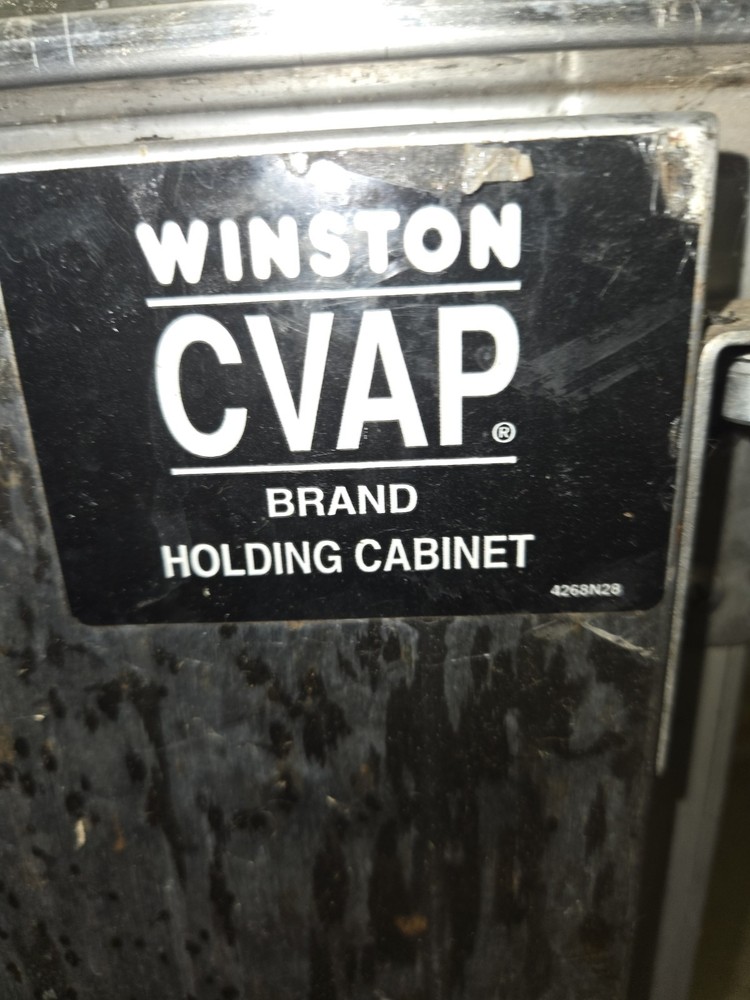 WINSTON
CVAP®
BRAND
HOLDING CABINET
4268N28